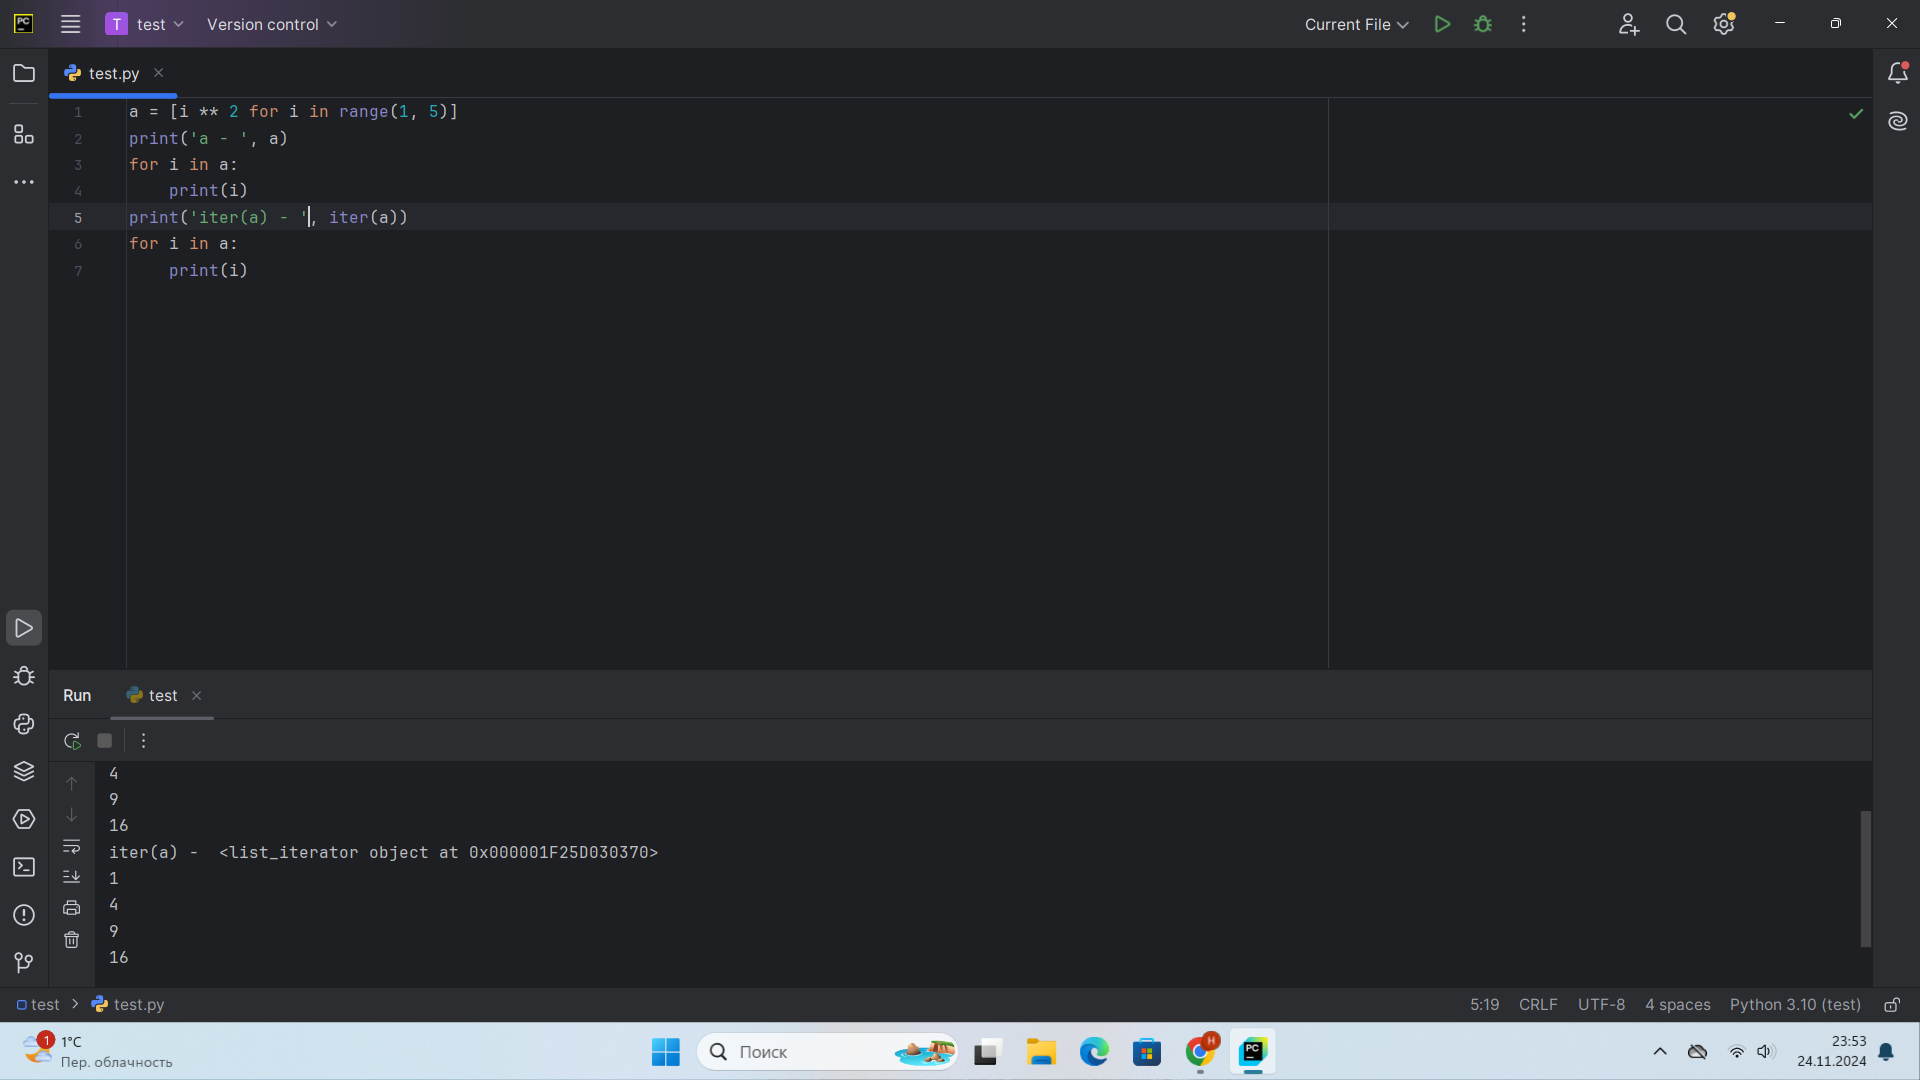 PC
T test Version control
Current File
test.py
1 a = [i ** 2 for i in range(1, 5)]
2 print('a - ', a)
3 for i in a:
4     print(i)
5 print('iter(a) - ', iter(a))
6 for i in a:
7     print(i)
Run test
4
9
16
iter(a) -  <list_iterator object at 0x000001F25D030370>
1
4
9
16
test > test.py
5:19 CRLF UTF-8 4 spaces Python 3.10 (test)
1
1°C
Пер. облачность
Поиск
H
PC
23:53
24.11.2024